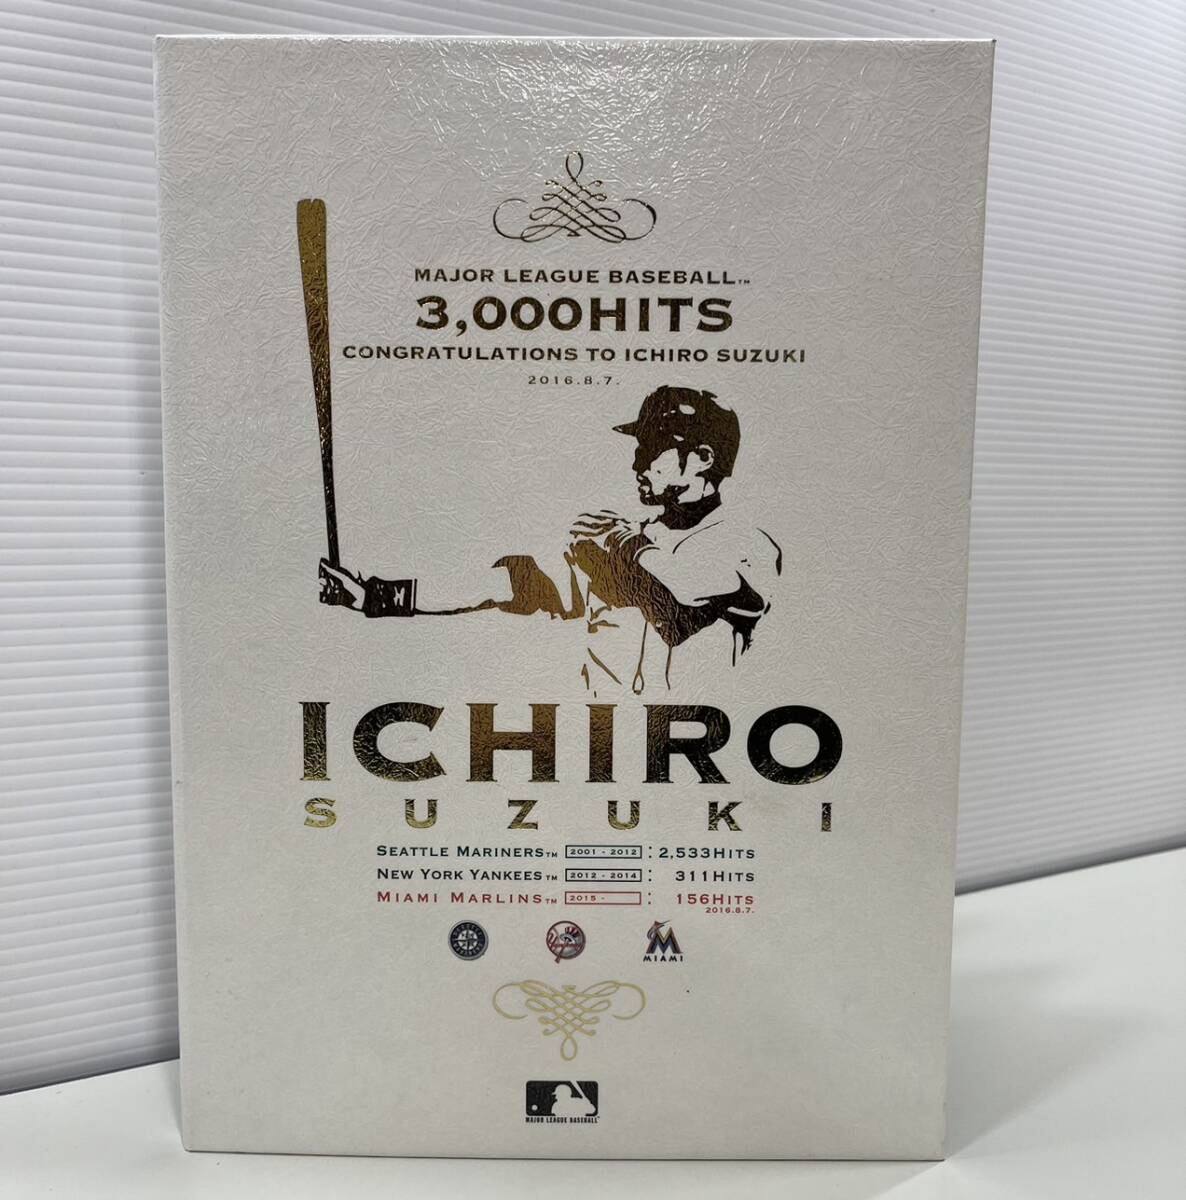 MAJOR LEAGUE BASEBALL™
3,000HITS
CONGRATULATIONS TO ICHIRO SUZUKI
2016.8.7.
ICHIRO
SUZUKI
SEATTLE MARINERS™ 2001 - 2012 : 2,533HITS
NEW YORK YANKEES™ 2012 - 2014 : 311HITS
MIAMI MARLINS™ 2015 - : 156HITS
2016.8.7.
MIAMI
MAJOR LEAGUE BASEBALL™